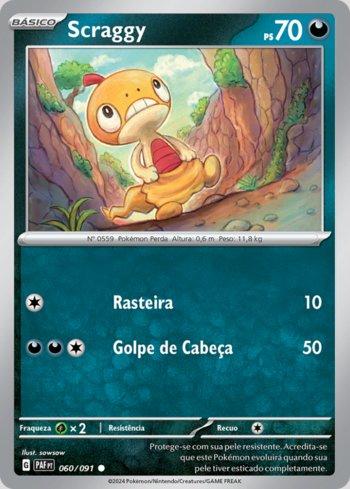 BÁSICO
Scraggy
PS 70
Nº 0559 Pokémon Perda Altura: 0,6 m Peso: 11,8 kg
Rasteira 10
Golpe de Cabeça 50
Fraqueza × 2 Resistência Recuo
Ilust. sowsow
G PAF PT 060/091
Protege-se com sua pele resistente. Acredita-se
que este Pokémon evoluirá quando sua
pele tiver esticado completamente.
©2024 Pokémon/Nintendo/Creatures/GAME FREAK